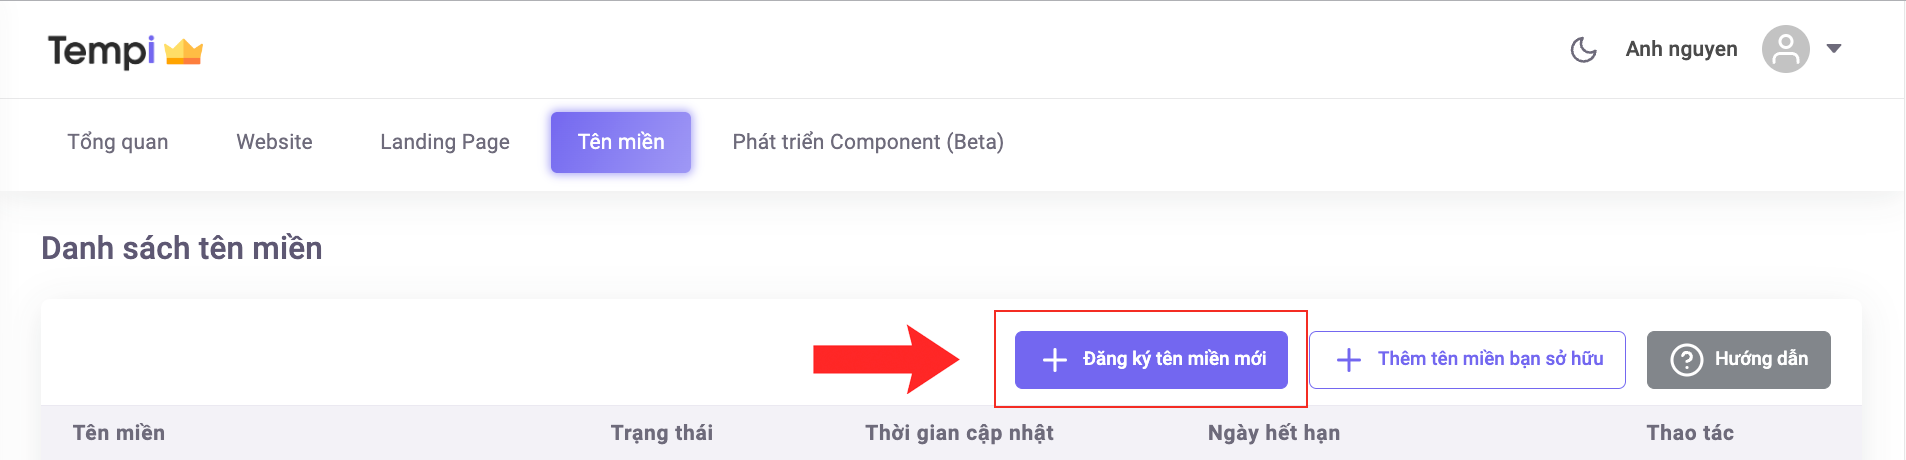 Tempi
Anh nguyen
Tổng quan Website Landing Page Tên miền Phát triển Component (Beta)
Danh sách tên miền
+ Đăng ký tên miền mới + Thêm tên miền bạn sở hữu ? Hướng dẫn
Tên miền Trạng thái Thời gian cập nhật Ngày hết hạn Thao tác